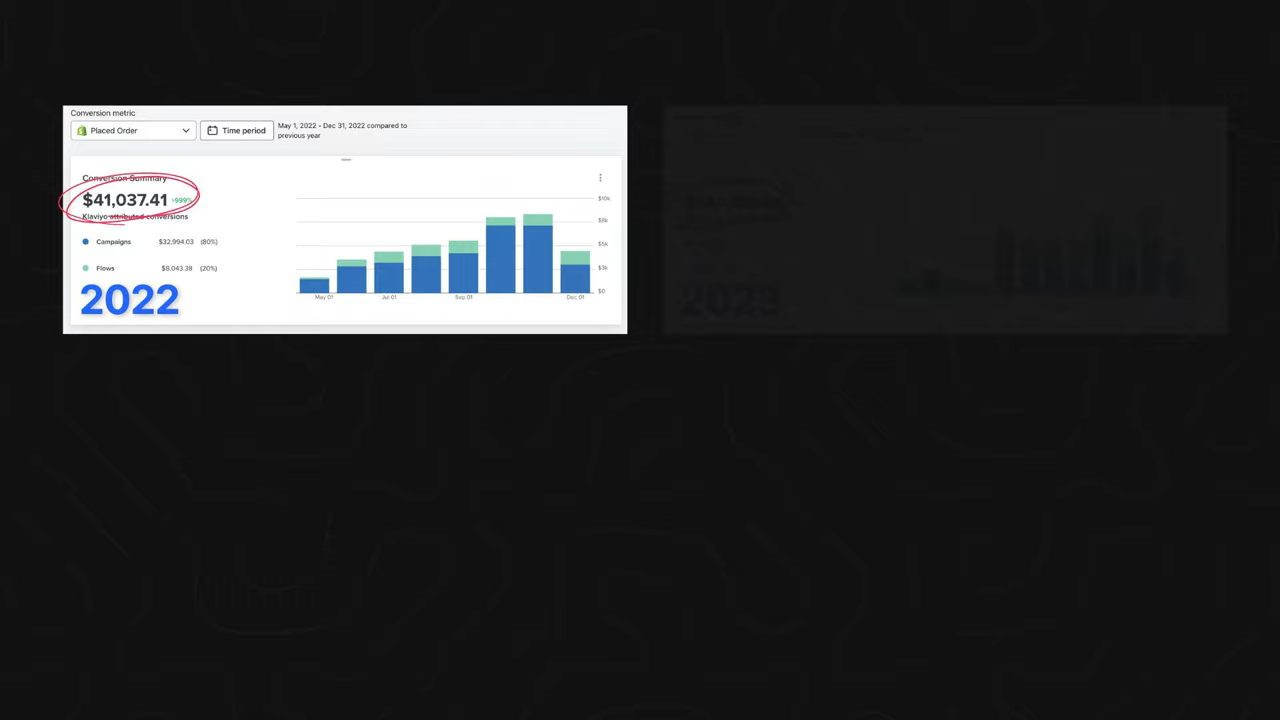 Conversion metric
Placed Order
Time period
May 1, 2022 - Dec 31, 2022 compared to
previous year
Conversion Summary
$41,037.41 +999%
Klaviyo attributed conversions
Campaigns $32,994.03 (80%)
Flows $8,043.38 (20%)
2022
$10k
$8k
$5k
$3k
$0
May 01 Jul 01 Sep 01 Dec 01
2023